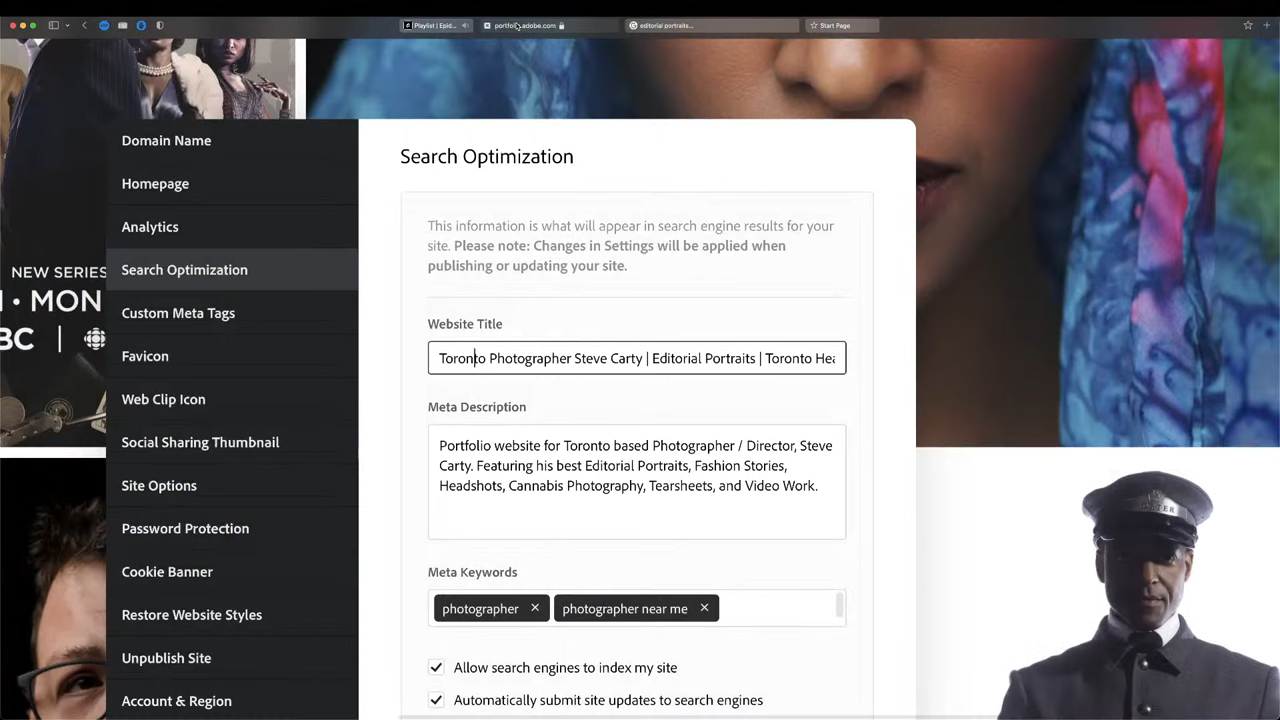 Playlist | Epid...
portfolio.adobe.com
editorial portraits...
Start Page
NEW SERIES
• MON
BC
Domain Name
Homepage
Analytics
Search Optimization
Custom Meta Tags
Favicon
Web Clip Icon
Social Sharing Thumbnail
Site Options
Password Protection
Cookie Banner
Restore Website Styles
Unpublish Site
Account & Region
Search Optimization
This information is what will appear in search engine results for your
site. Please note: Changes in Settings will be applied when
publishing or updating your site.
Website Title
Toronto Photographer Steve Carty | Editorial Portraits | Toronto Hea
Meta Description
Portfolio website for Toronto based Photographer / Director, Steve
Carty. Featuring his best Editorial Portraits, Fashion Stories,
Headshots, Cannabis Photography, Tearsheets, and Video Work.
Meta Keywords
photographer
photographer near me
Allow search engines to index my site
Automatically submit site updates to search engines